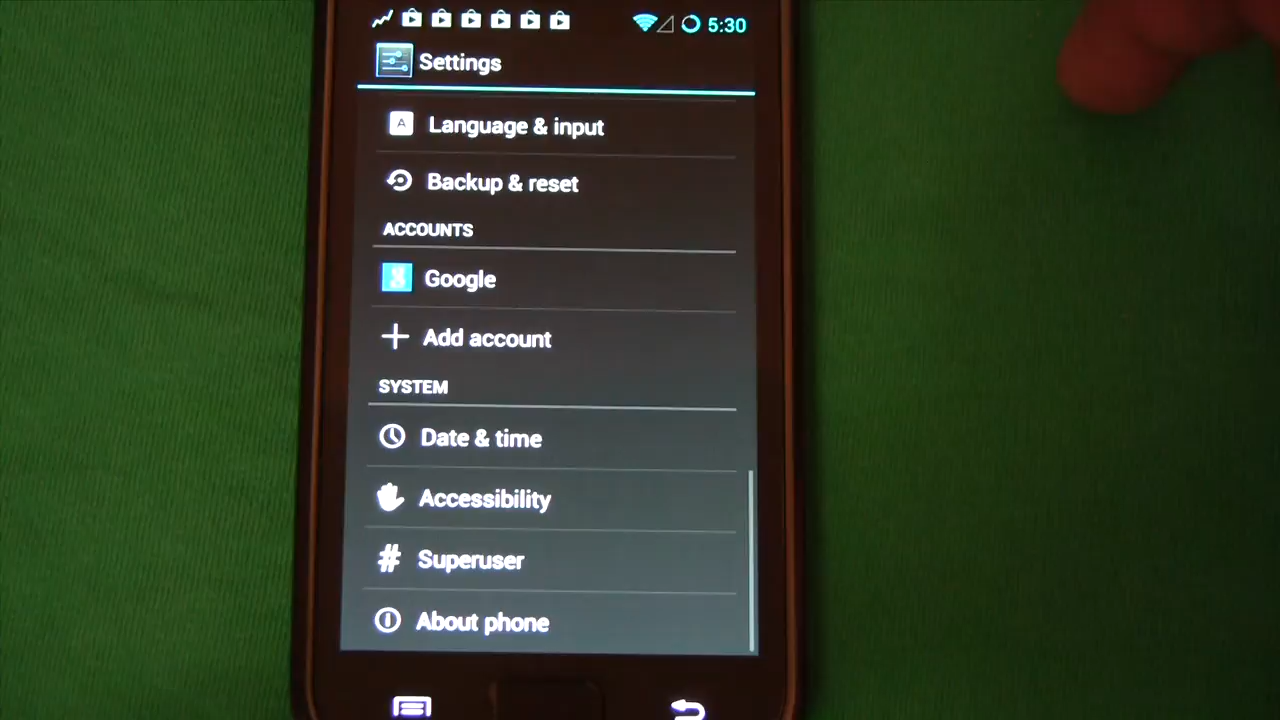 5:30
Settings
Language & input
Backup & reset
ACCOUNTS
Google
Add account
SYSTEM
Date & time
Accessibility
# Superuser
About phone